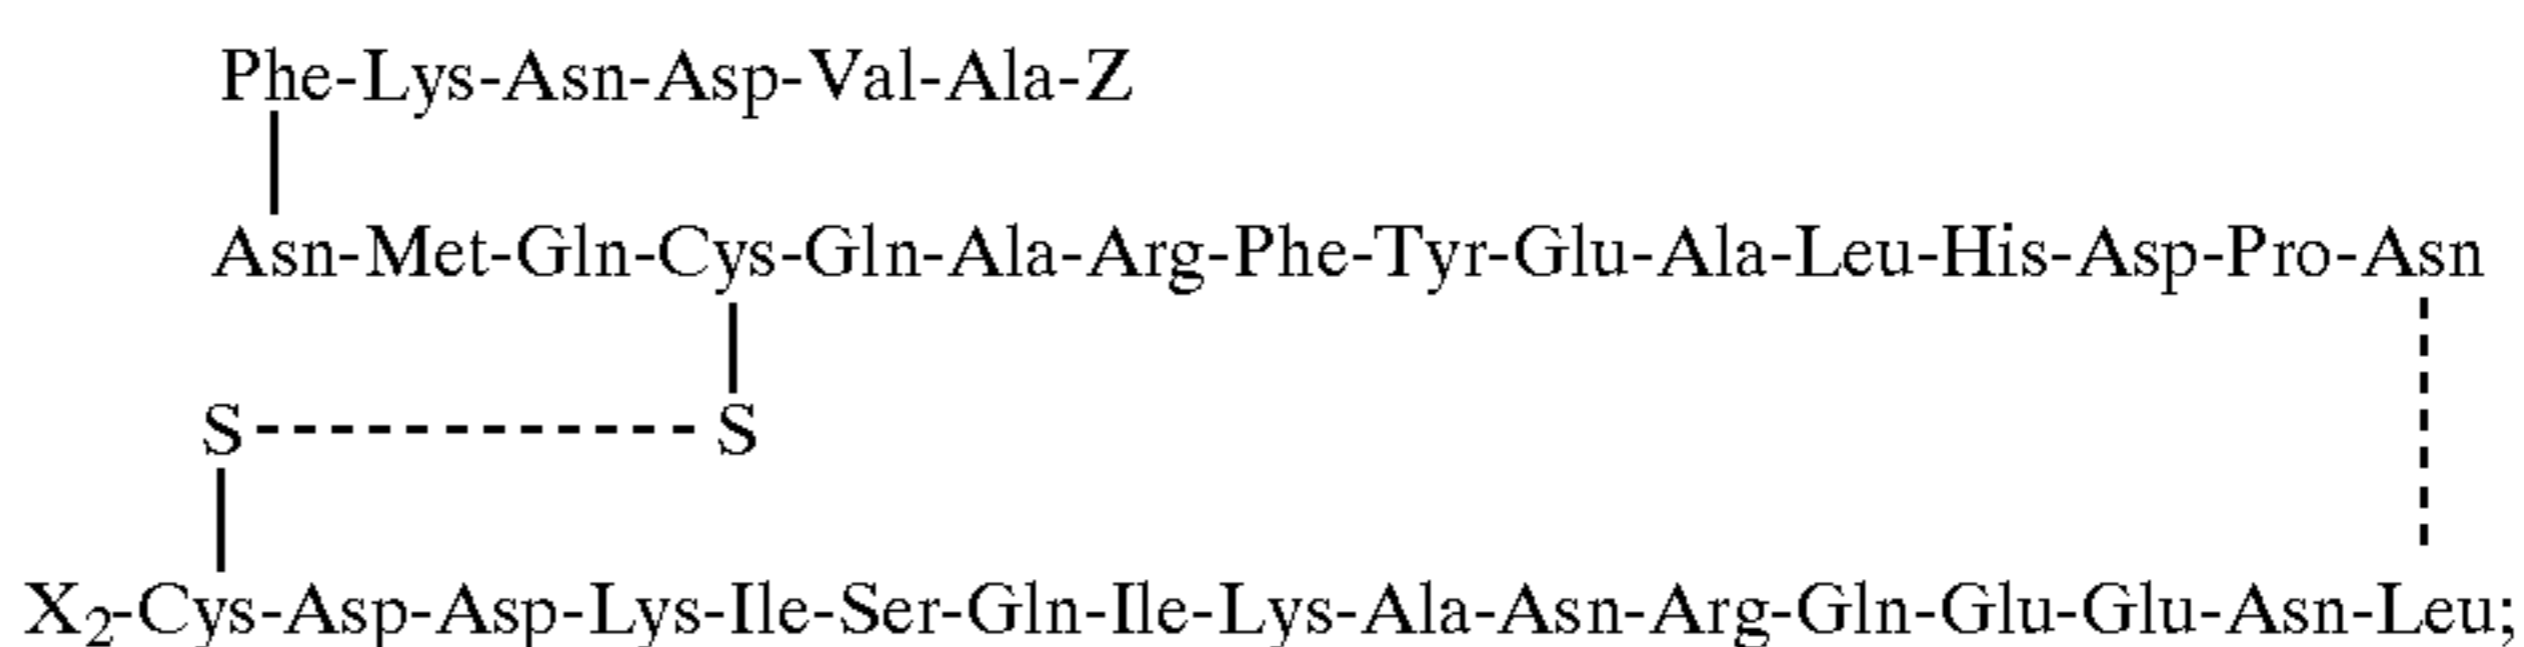 Phe-Lys-Asn-Asp-Val-Ala-Z
Asn-Met-Gln-Cys-Gln-Ala-Arg-Phe-Tyr-Glu-Ala-Leu-His-Asp-Pro-Asn
S S
X₂-Cys-Asp-Asp-Lys-Ile-Ser-Gln-Ile-Lys-Ala-Asn-Arg-Gln-Glu-Glu-Asn-Leu;